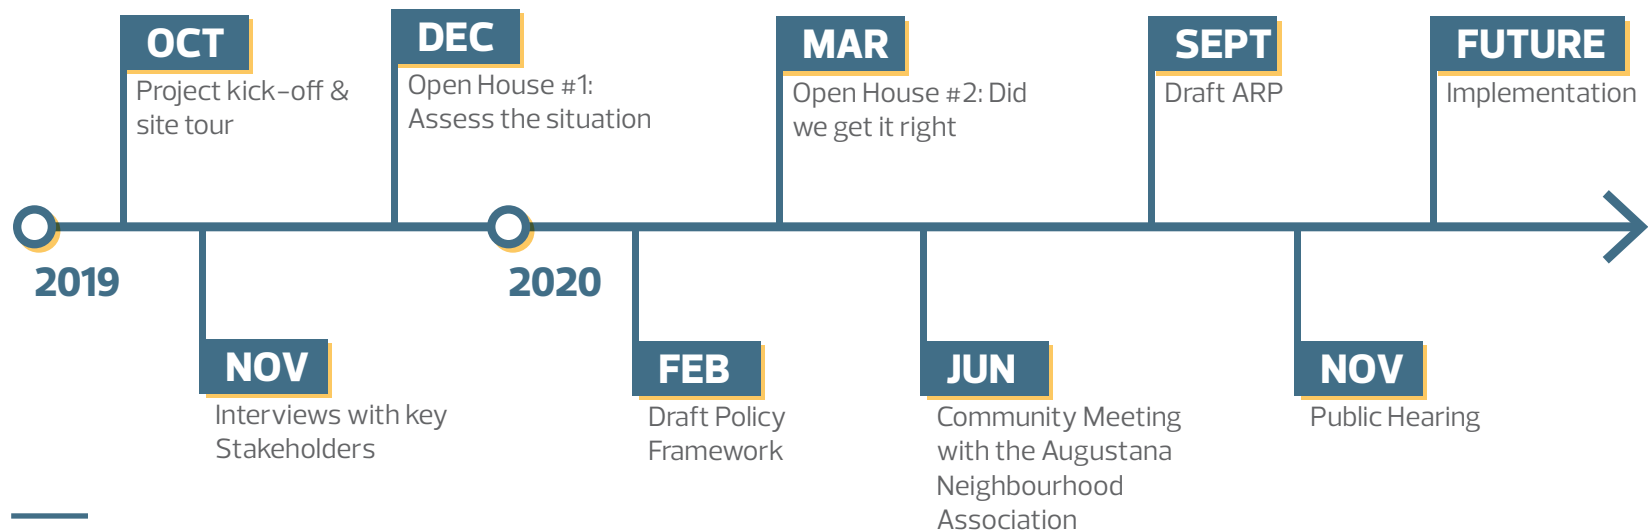 OCT
Project kick-off &
site tour
DEC
Open House #1:
Assess the situation
MAR
Open House #2: Did
we get it right
SEPT
Draft ARP
FUTURE
Implementation
2019
2020
NOV
Interviews with key
Stakeholders
FEB
Draft Policy
Framework
JUN
Community Meeting
with the Augustana
Neighbourhood
Association
NOV
Public Hearing